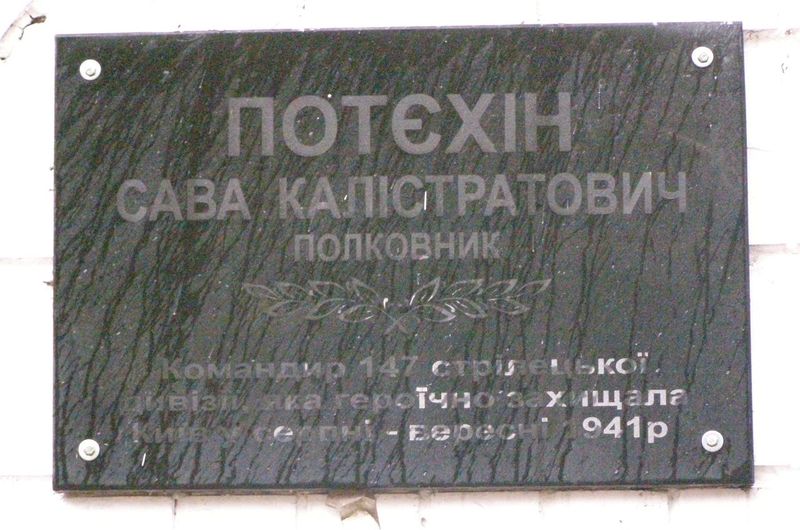 ПОТЄХІН
САВА КАЛІСТРАТОВИЧ
ПОЛКОВНИК
Командир 147 стрілецької
дивізії, яка героїчно захищала
Київ у серпні - вересні 1941р